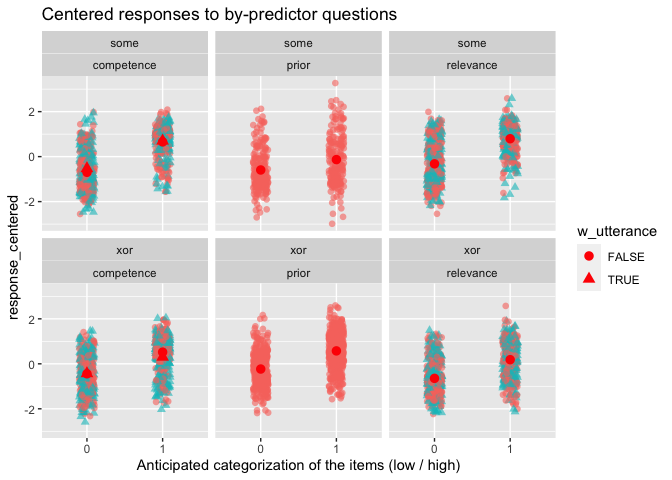 Centered responses to by-predictor questions
some
some
some
competence
prior
relevance
2
0
-2
xor
xor
xor
competence
prior
relevance
2
0
-2
0
1
0
1
0
1
response_centered
Anticipated categorization of the items (low / high)
w_utterance
FALSE
TRUE